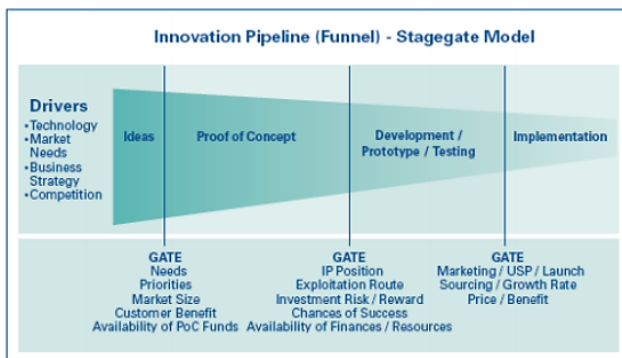 Innovation Pipeline (Funnel) - Stagegate Model
Drivers
•Technology
•Market
Needs
•Business
Strategy
•Competition
Ideas
Proof of Concept
Development /
Prototype / Testing
Implementation
GATE
Needs
Priorities
Market Size
Customer Benefit
Availability of PoC Funds
GATE
IP Position
Exploitation Route
Investment Risk / Reward
Chances of Success
Availability of Finances / Resources
GATE
Marketing / USP / Launch
Sourcing / Growth Rate
Price / Benefit